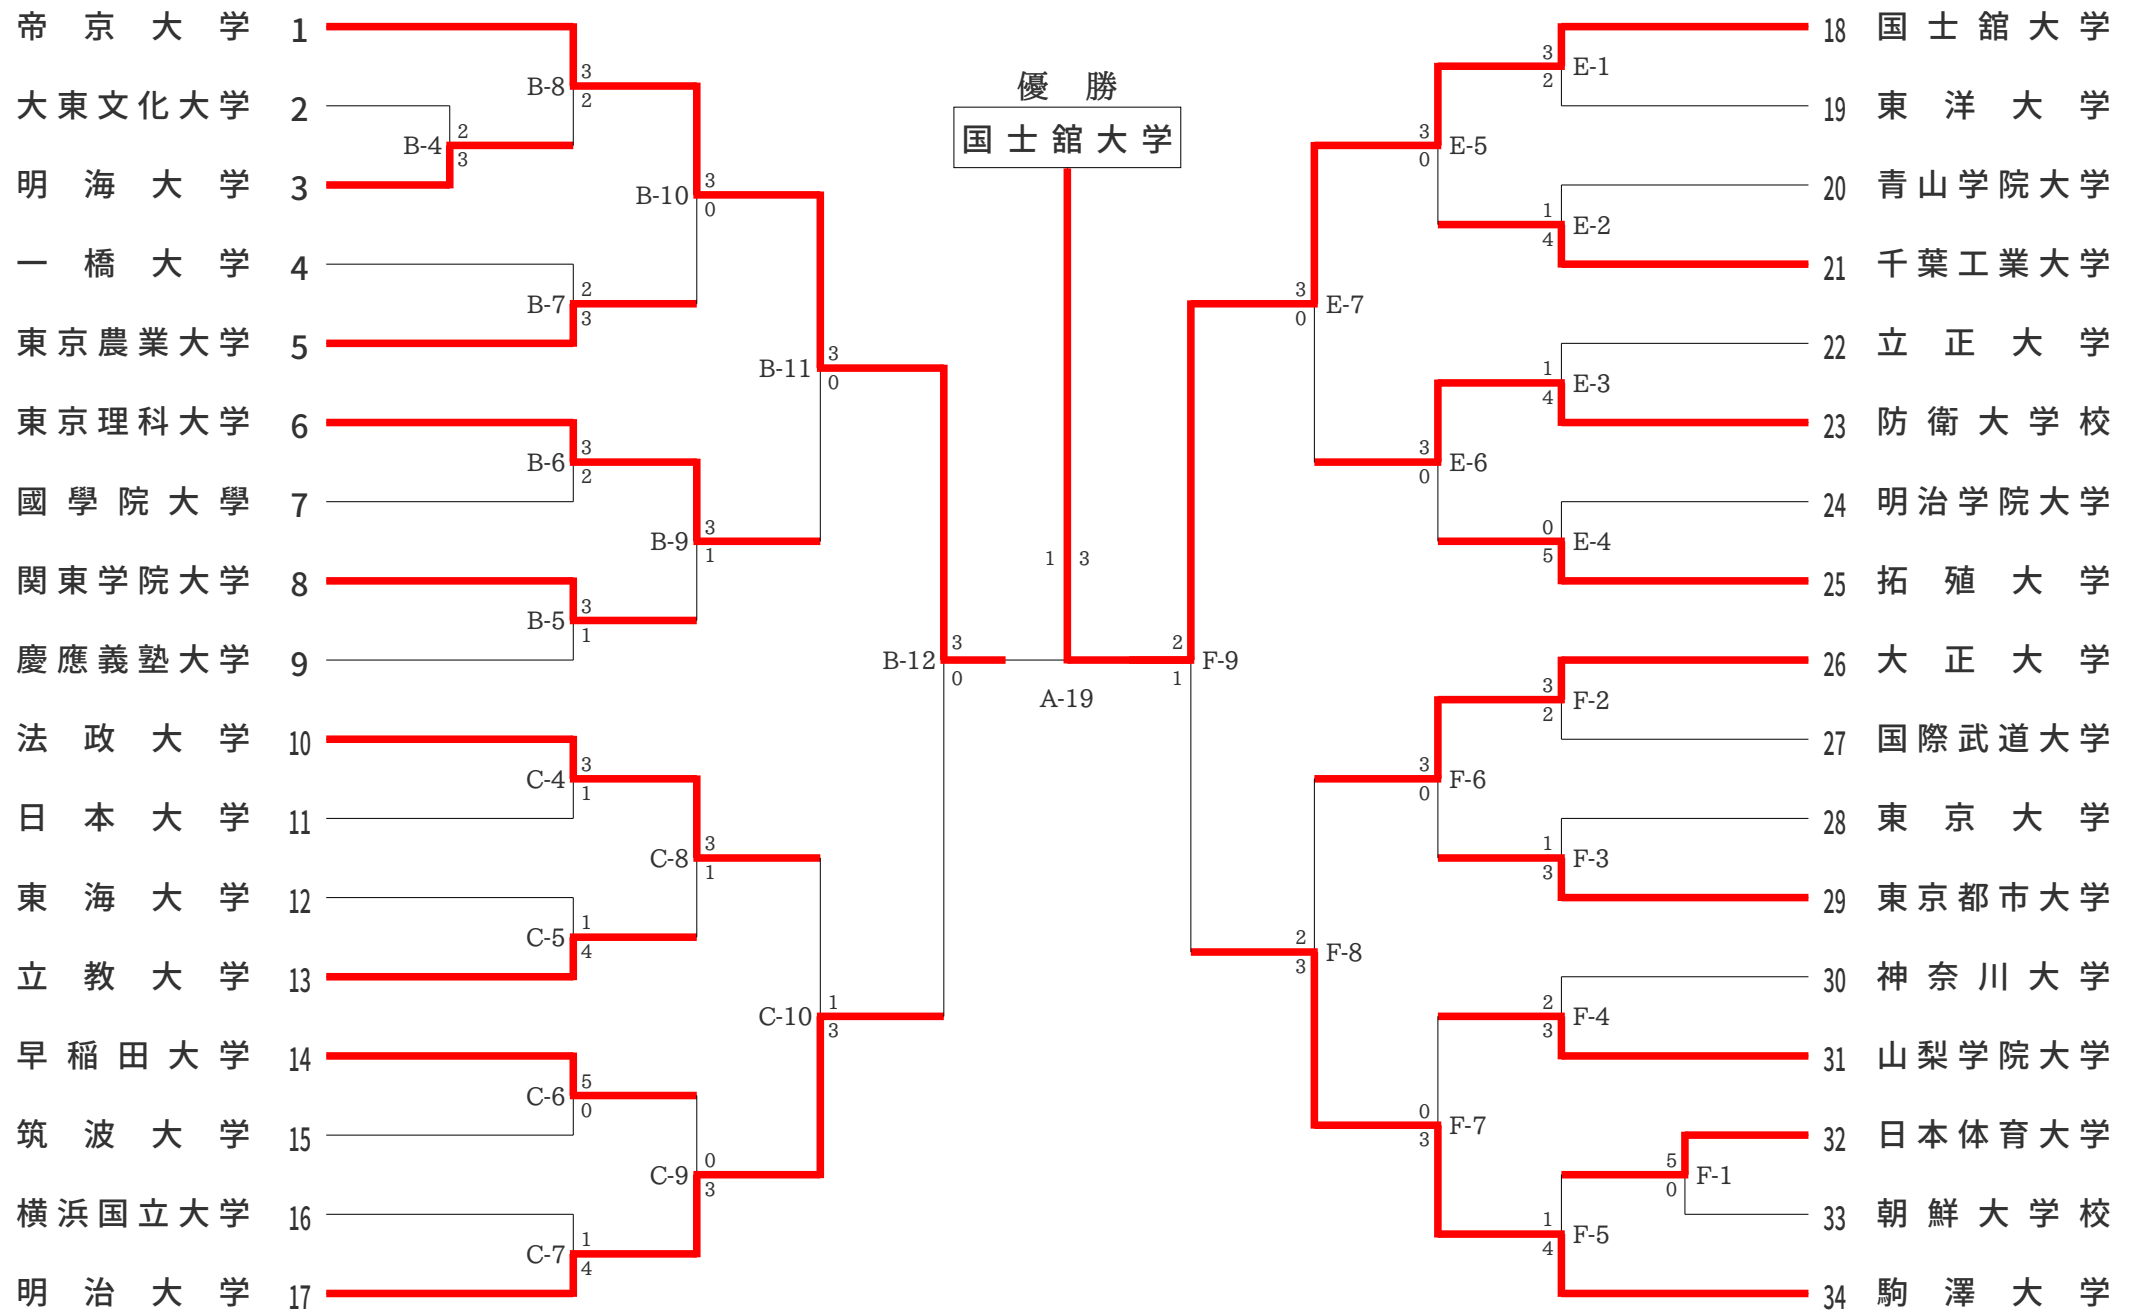 優勝
国士舘大学
1 3
A-19
帝京大学 1
大東文化大学 2
明海大学 3
一橋大学 4
東京農業大学 5
東京理科大学 6
國學院大學 7
関東学院大学 8
慶應義塾大学 9
法政大学 10
日本大学 11
東海大学 12
立教大学 13
早稲田大学 14
筑波大学 15
横浜国立大学 16
明治大学 17
B-4 2 3
B-8 3 2
B-7 2 3
B-6 3 2
B-5 3 1
C-4 3 1
C-5 1 4
C-6 5 0
C-7 1 4
B-10 3 0
B-9 3 1
C-8 3 1
C-9 0 3
B-11 3 0
C-10 1 3
B-12 3 0
2 1 F-9
3 0 E-7
2 3 F-8
3 0 E-5
3 0 E-6
3 0 F-6
0 3 F-7
3 2 E-1
1 4 E-2
1 4 E-3
0 5 E-4
3 2 F-2
1 3 F-3
2 3 F-4
1 4 F-5
5 0 F-1
18 国士舘大学
19 東洋大学
20 青山学院大学
21 千葉工業大学
22 立正大学
23 防衛大学校
24 明治学院大学
25 拓殖大学
26 大正大学
27 国際武道大学
28 東京大学
29 東京都市大学
30 神奈川大学
31 山梨学院大学
32 日本体育大学
33 朝鮮大学校
34 駒澤大学